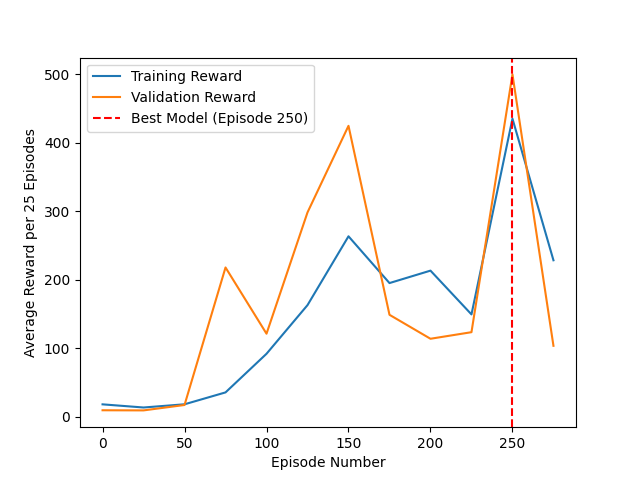 Training Reward
Validation Reward
Best Model (Episode 250)
Average Reward per 25 Episodes
500
400
300
200
100
0
0 50 100 150 200 250
Episode Number